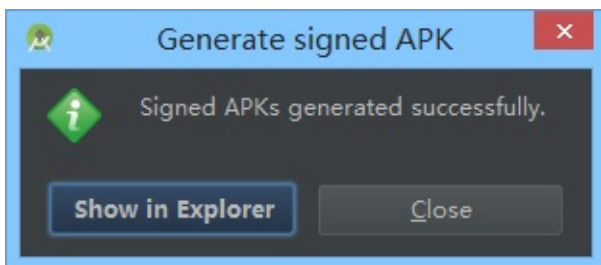 Generate signed APK
Signed APKs generated successfully.
Show in Explorer
Close